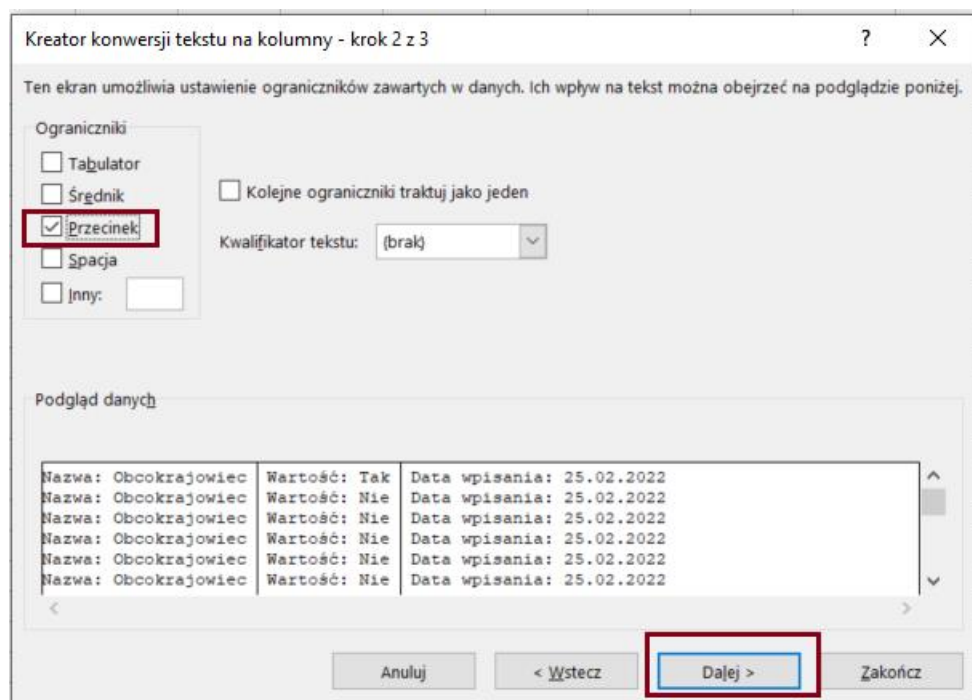 Kreator konwersji tekstu na kolumny - krok 2 z 3
Ten ekran umożliwia ustawienie ograniczników zawartych w danych. Ich wpływ na tekst można obejrzeć na podglądzie poniżej.
Ograniczniki
Tabulator
Średnik
Kolejne ograniczniki traktuj jako jeden
Przecinek
Kwalifikator tekstu: {brak}
Spacja
Inny:
Podgląd danych
Nazwa: Obcokrajowiec Wartość: Tak Data wpisania: 25.02.2022
Nazwa: Obcokrajowiec Wartość: Nie Data wpisania: 25.02.2022
Nazwa: Obcokrajowiec Wartość: Nie Data wpisania: 25.02.2022
Nazwa: Obcokrajowiec Wartość: Nie Data wpisania: 25.02.2022
Nazwa: Obcokrajowiec Wartość: Nie Data wpisania: 25.02.2022
Nazwa: Obcokrajowiec Wartość: Nie Data wpisania: 25.02.2022
Anuluj < Wstecz Dalej > Zakończ